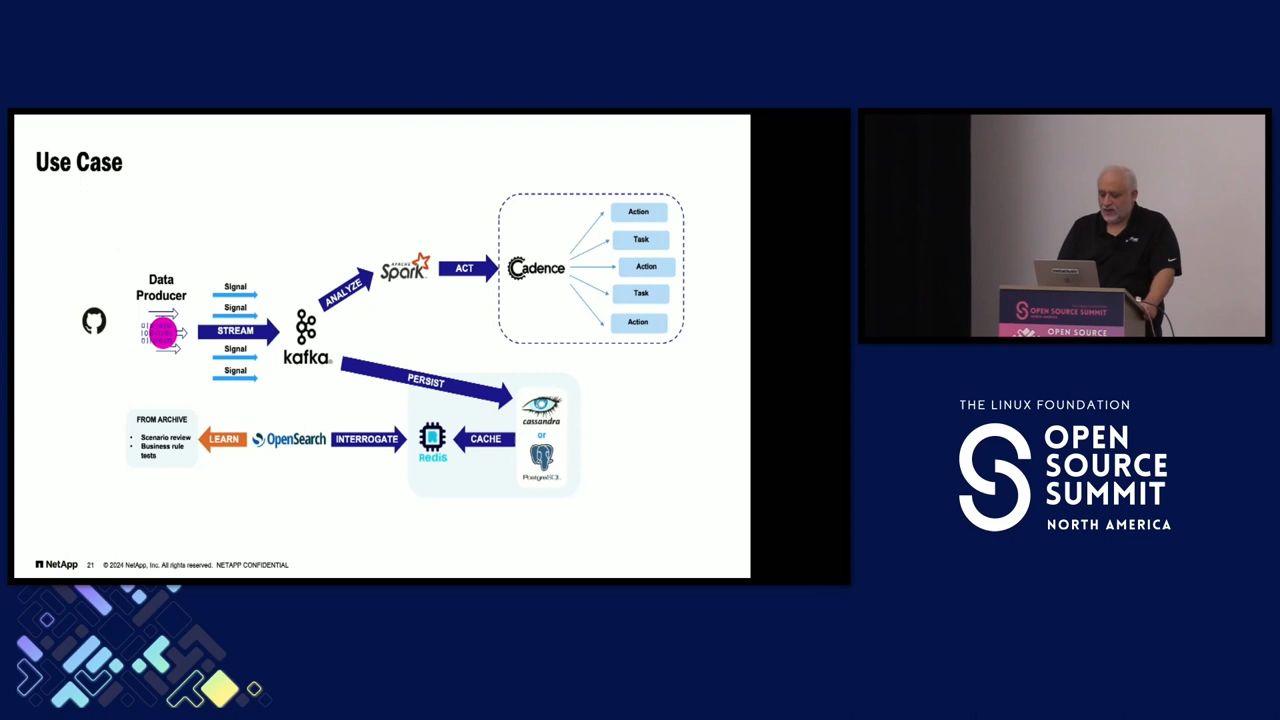 Use Case
Data
Producer
Signal
Signal
STREAM
Signal
Signal
kafka
ANALYZE
APACHE
Spark
ACT
Cadence
Action
Task
Action
Task
Action
PERSIST
cassandra
or
PostgreSQL
CACHE
Redis
INTERROGATE
OpenSearch
LEARN
FROM ARCHIVE
• Scenario review
• Business rule
tests
NetApp 21 © 2024 NetApp, Inc. All rights reserved. NETAPP CONFIDENTIAL
OPEN SOURCE SUMMIT
OPEN SOURCE
THE LINUX FOUNDATION
OPEN
SOURCE
SUMMIT
NORTH AMERICA